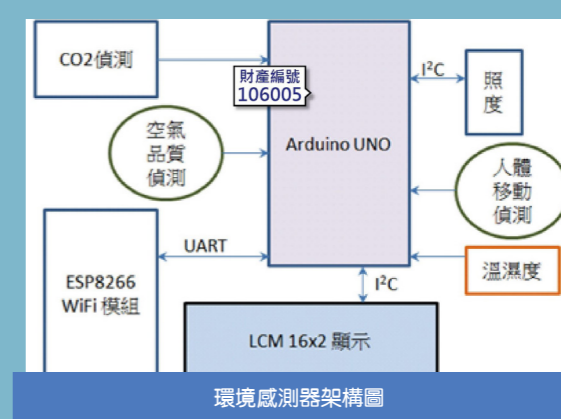 CO2偵測
財產編號
106005
I²C
照
度
空氣
品質
偵測
Arduino UNO
人體
移動
偵測
UART
溫濕度
ESP8266
WiFi 模組
I²C
LCM 16x2 顯示
環境感測器架構圖